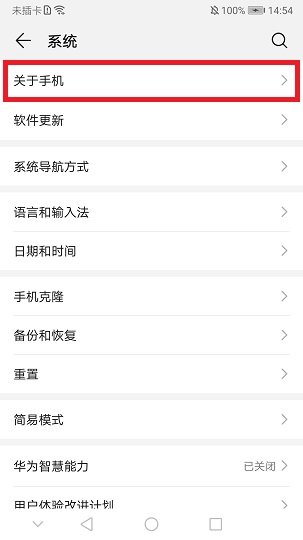 未插卡 100% 14:54
系统
关于手机
软件更新
系统导航方式
语言和输入法
日期和时间
手机克隆
备份和恢复
重置
简易模式
华为智慧能力 已关闭
用户体验改进计划